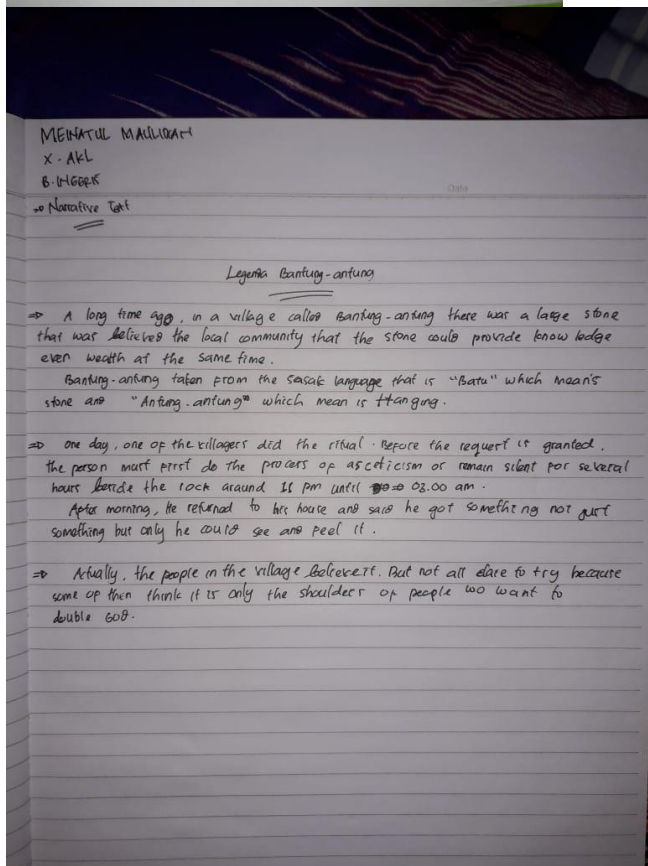 MEINATUL MAULIDAH
X - AKL
B. INGGRIS
Date
⇒ Narrative Text
Legenda Bantung-antung
⇒ A long time ago, in a village called Bantung-antung there was a large stone
that was believed the local community that the stone could provide know ledge
even wealth at the same time.
Bantung-antung taken from the sasak language that is "Batu" which mean's
stone and "Antung-antung" which mean is Hanging.
⇒ One day, one of the villagers did the ritual. Before the request is granted,
the person must first do the process of asceticism or remain silent for several
hours beside the rock around 11 pm until 03.00 am.
After morning, He returned to his house and said he got something not just
something but only he could see and feel it.
⇒ Actually, the people in the village believe it. But not all dare to try because
some of then think it is only the shoulders of people wo want to
double God.